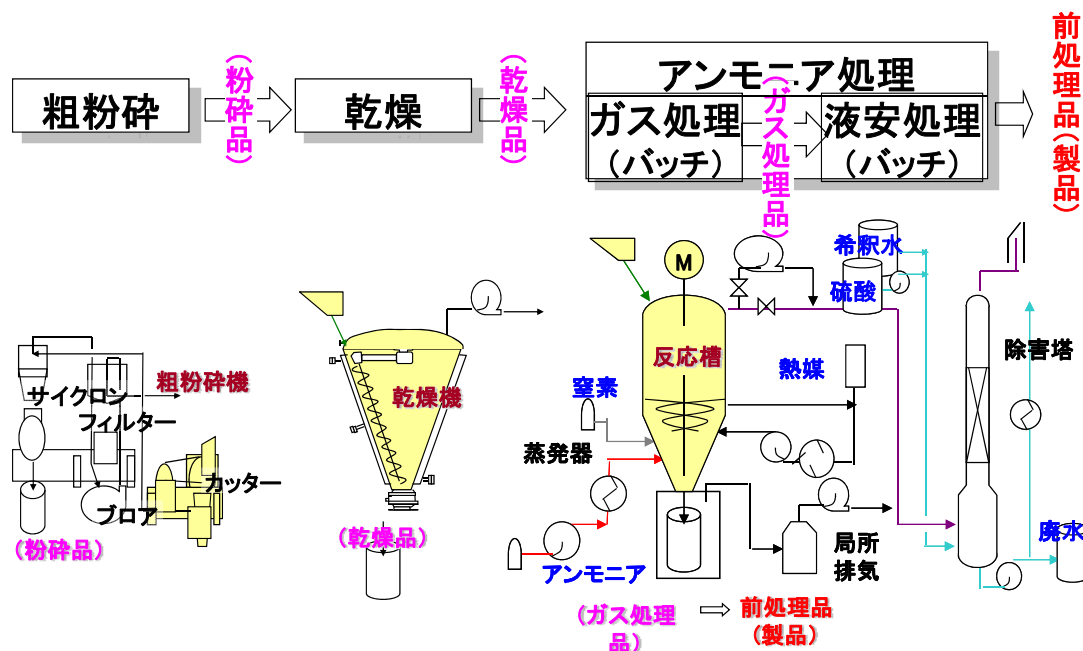 粗粉砕
（粉砕品）
乾燥
（乾燥品）
アンモニア処理
ガス処理
（バッチ）
（ガス処理品）
液安処理
（バッチ）
前処理品（製品）
希釈水
硫酸
M
反応槽
熱媒
除害塔
窒素
蒸発器
粗粉砕機
サイクロン
フィルター
乾燥機
カッター
ブロア
（粉砕品）
（乾燥品）
アンモニア
局所
排気
廃水
（ガス処理
品）
前処理品
（製品）